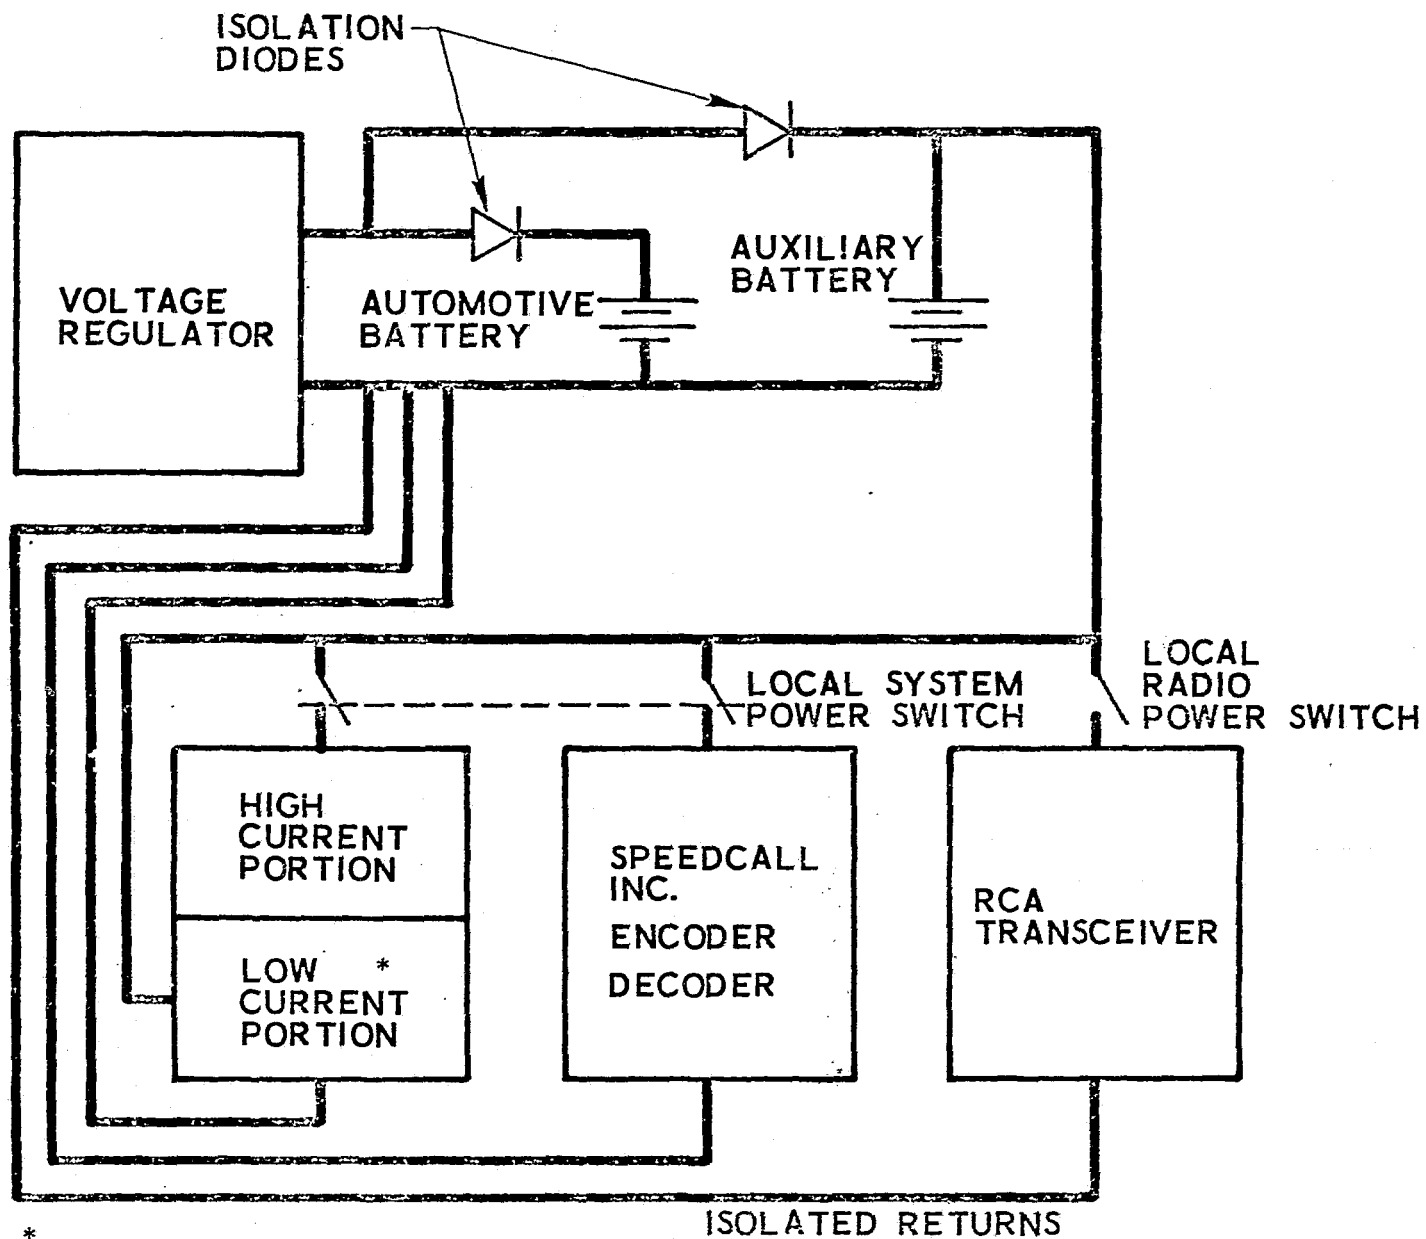 ISOLATION
DIODES
VOLTAGE
REGULATOR
AUTOMOTIVE
BATTERY
AUXILIARY
BATTERY
LOCAL SYSTEM
POWER SWITCH
LOCAL
RADIO
POWER SWITCH
HIGH
CURRENT
PORTION
LOW *
CURRENT
PORTION
SPEEDCALL
INC.
ENCODER
DECODER
RCA
TRANSCEIVER
ISOLATED RETURNS
*